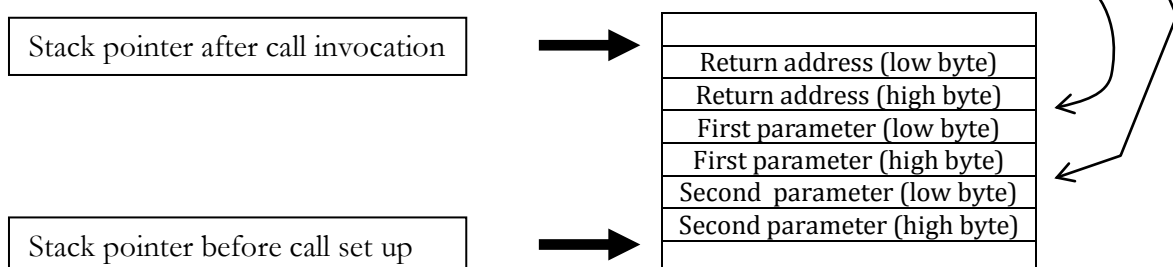 Stack pointer after call invocation
Return address (low byte)
Return address (high byte)
First parameter (low byte)
First parameter (high byte)
Second  parameter (low byte)
Second parameter (high byte)
Stack pointer before call set up